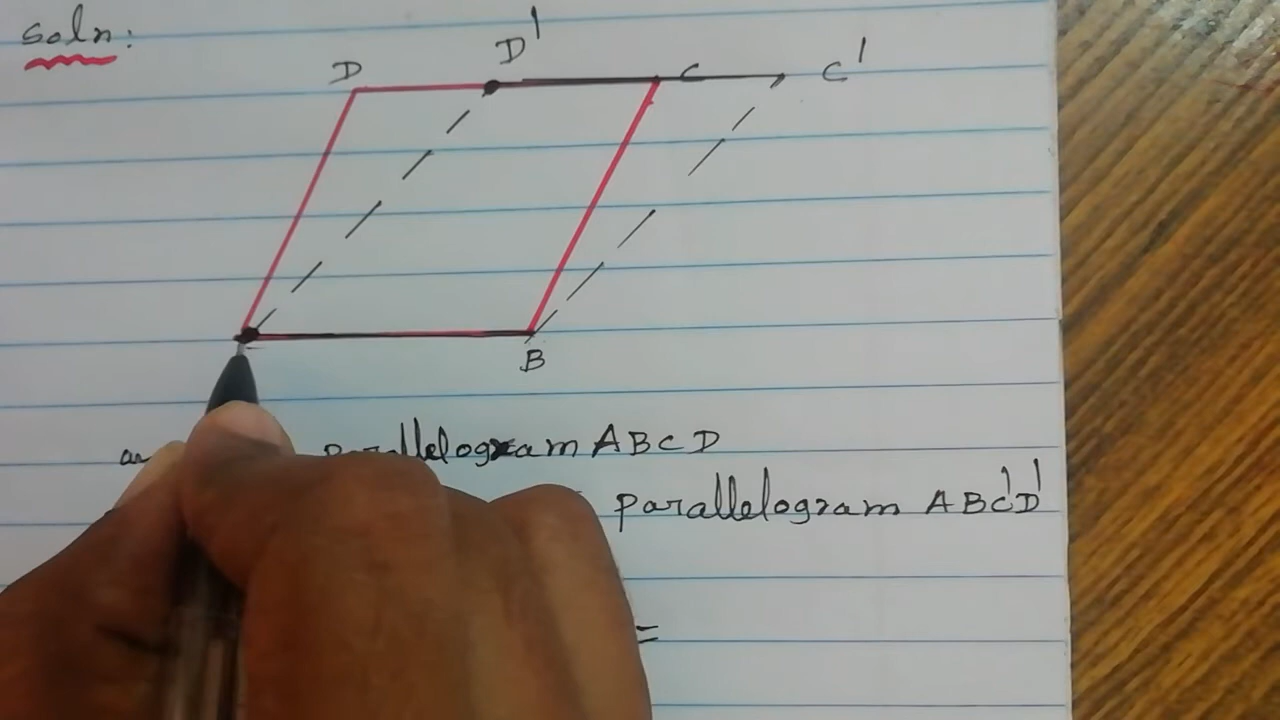 Soln:
D D' C C'
B
parallelogram ABCD
parallelogram ABC'D'
=